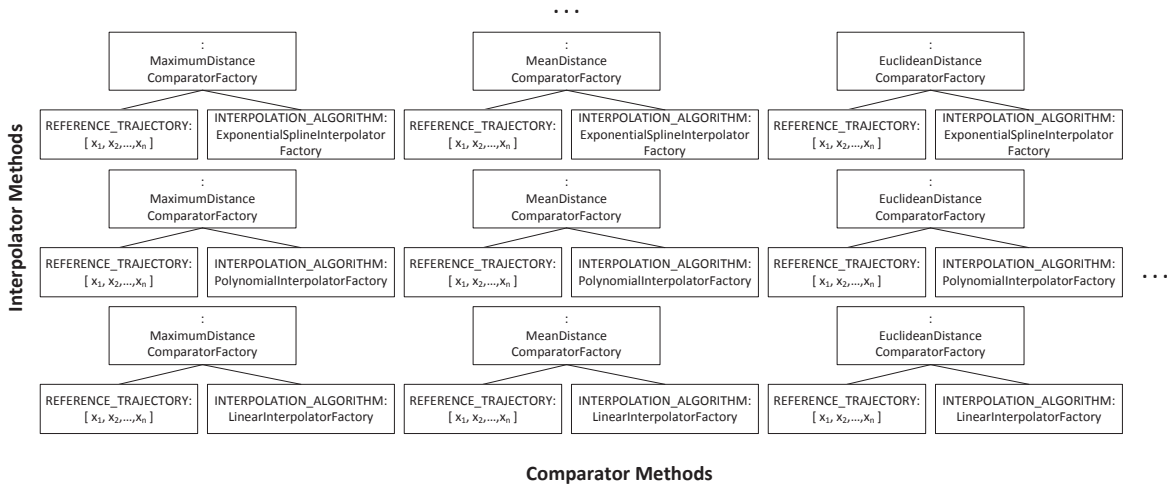 . . .
:
MaximumDistance
ComparatorFactory
REFERENCE_TRAJECTORY:
[ x₁, x₂,...,xₙ ]
INTERPOLATION_ALGORITHM:
ExponentialSplineInterpolator
Factory
:
MeanDistance
ComparatorFactory
REFERENCE_TRAJECTORY:
[ x₁, x₂,...,xₙ ]
INTERPOLATION_ALGORITHM:
ExponentialSplineInterpolator
Factory
:
EuclideanDistance
ComparatorFactory
REFERENCE_TRAJECTORY:
[ x₁, x₂,...,xₙ ]
INTERPOLATION_ALGORITHM:
ExponentialSplineInterpolator
Factory
Interpolator Methods
:
MaximumDistance
ComparatorFactory
REFERENCE_TRAJECTORY:
[ x₁, x₂,...,xₙ ]
INTERPOLATION_ALGORITHM:
PolynomialInterpolatorFactory
:
MeanDistance
ComparatorFactory
REFERENCE_TRAJECTORY:
[ x₁, x₂,...,xₙ ]
INTERPOLATION_ALGORITHM:
PolynomialInterpolatorFactory
:
EuclideanDistance
ComparatorFactory
REFERENCE_TRAJECTORY:
[ x₁, x₂,...,xₙ ]
INTERPOLATION_ALGORITHM:
PolynomialInterpolatorFactory
. . .
:
MaximumDistance
ComparatorFactory
REFERENCE_TRAJECTORY:
[ x₁, x₂,...,xₙ ]
INTERPOLATION_ALGORITHM:
LinearInterpolatorFactory
:
MeanDistance
ComparatorFactory
REFERENCE_TRAJECTORY:
[ x₁, x₂,...,xₙ ]
INTERPOLATION_ALGORITHM:
LinearInterpolatorFactory
:
EuclideanDistance
ComparatorFactory
REFERENCE_TRAJECTORY:
[ x₁, x₂,...,xₙ ]
INTERPOLATION_ALGORITHM:
LinearInterpolatorFactory
Comparator Methods